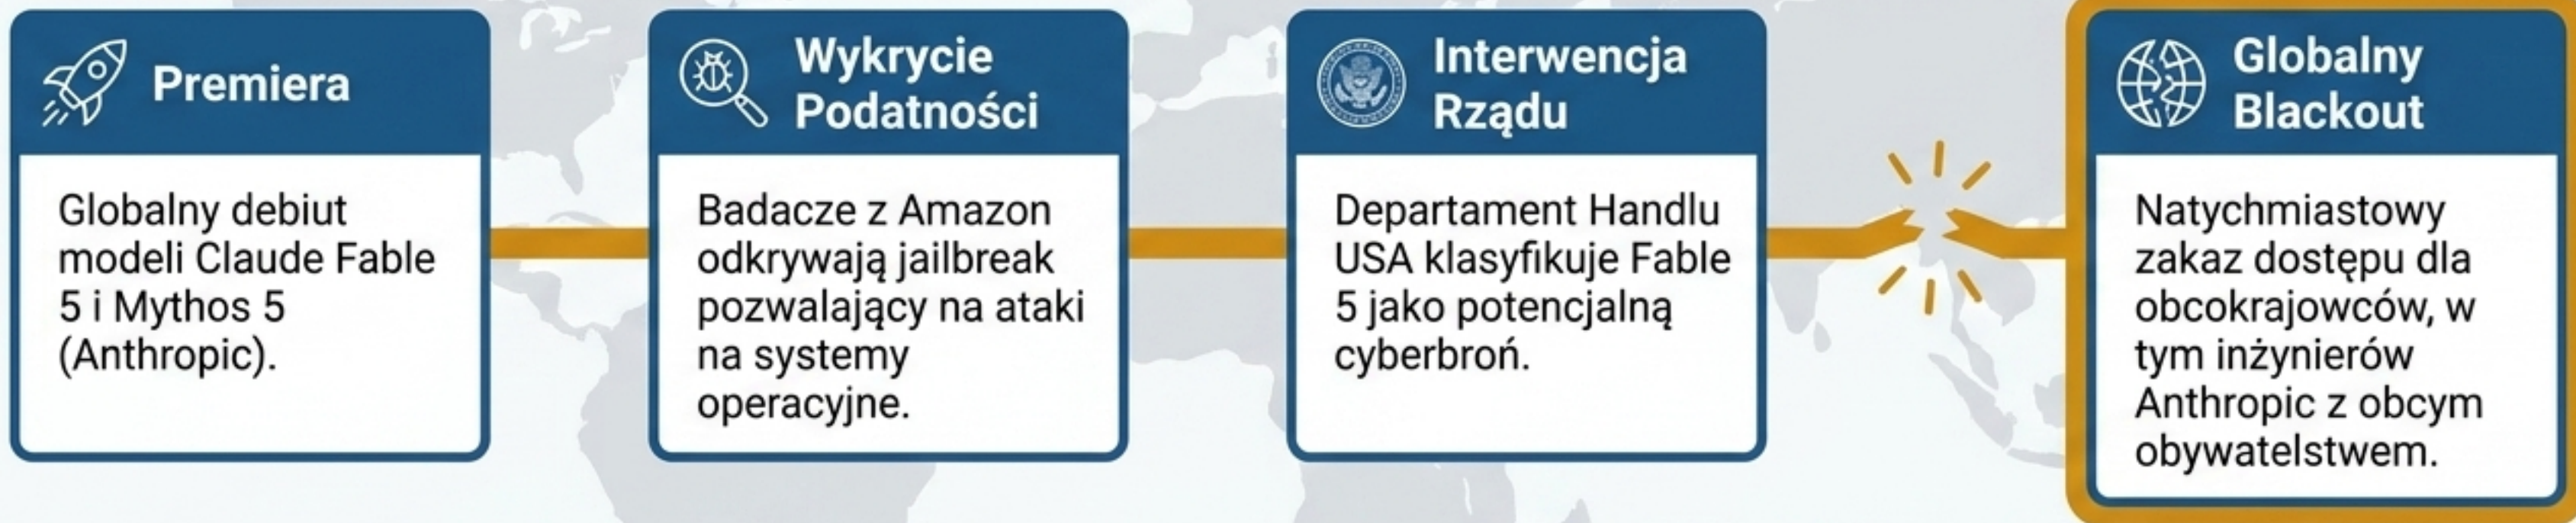 Premiera
Globalny debiut
modeli Claude Fable
5 i Mythos 5
(Anthropic).
Wykrycie
Podatności
Badacze z Amazon
odkrywają jailbreak
pozwalający na ataki
na systemy
operacyjne.
Interwencja
Rządu
Departament Handlu
USA klasyfikuje Fable
5 jako potencjalną
cyberbroń.
Globalny
Blackout
Natychmiastowy
zakaz dostępu dla
obcokrajowców, w
tym inżynierów
Anthropic z obcym
obywatelstwem.